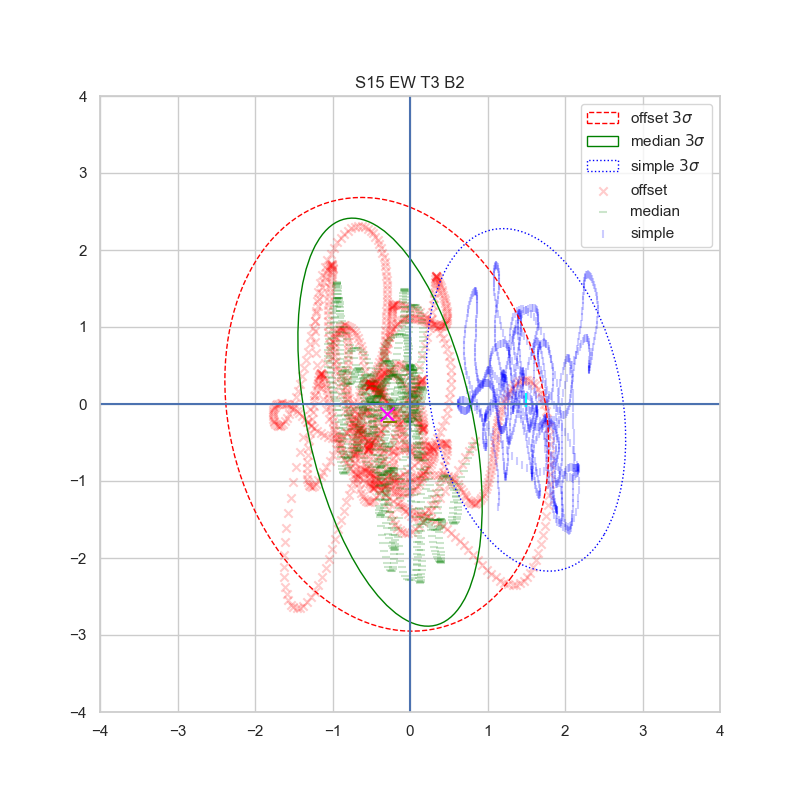 S15 EW T3 B2
4
3
2
1
0
−1
−2
−3
−4
−4
−3
−2
−1
0
1
2
3
4
offset 3σ
median 3σ
simple 3σ
offset
median
simple